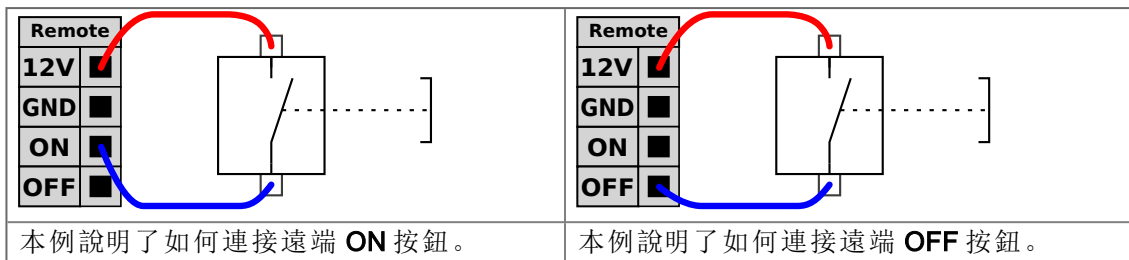 Remote
12V
GND
ON
OFF
本例說明了如何連接遠端 ON 按鈕。
Remote
12V
GND
ON
OFF
本例說明了如何連接遠端 OFF 按鈕。